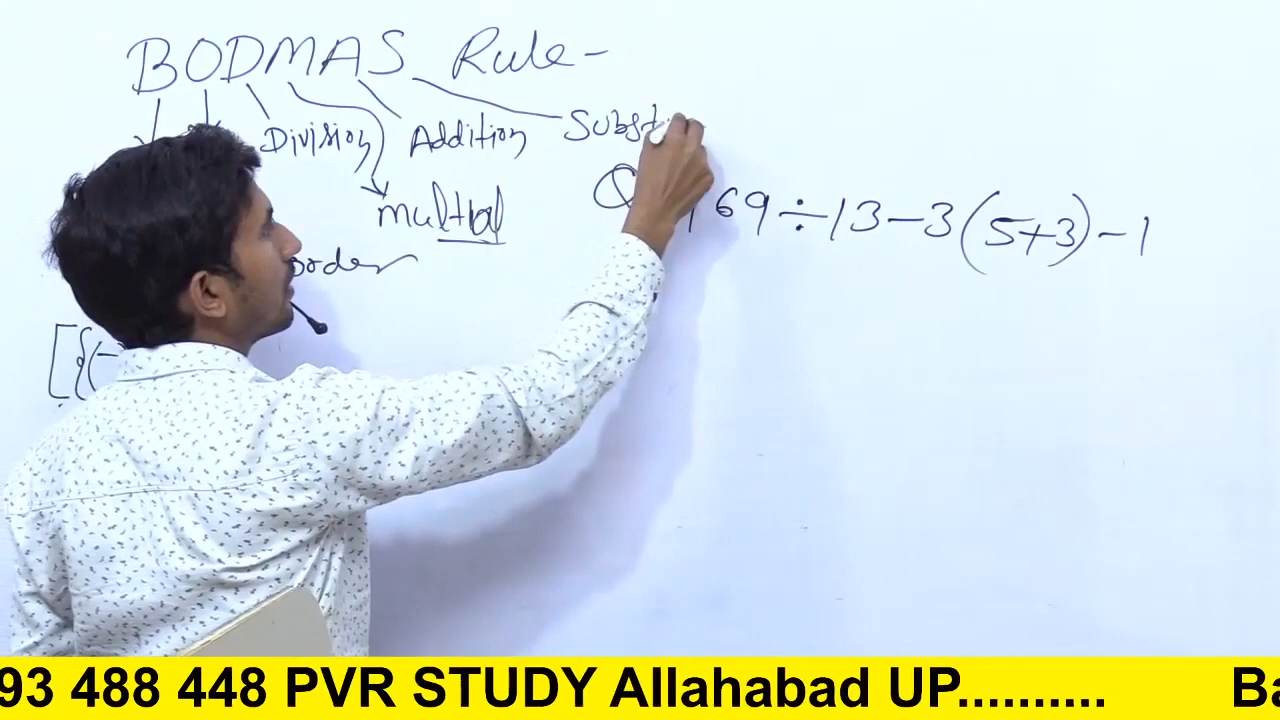 BODMAS Rule-
Division Addition Subst
Q 169÷13-3(5+3)-1
order
[{(-
93 488 448 PVR STUDY Allahabad UP.......... Ba